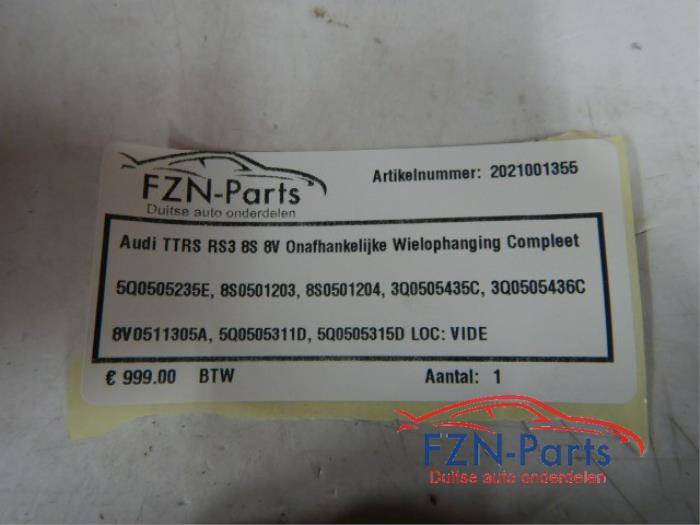 FZN-Parts
Duitse auto onderdelen
Artikelnummer: 2021001355
Audi TTRS RS3 8S 8V Onafhankelijke Wielophanging Compleet
5Q0505235E, 8S0501203, 8S0501204, 3Q0505435C, 3Q0505436C
8V0511305A, 5Q0505311D, 5Q0505315D LOC: VIDE
€ 999.00 BTW Aantal: 1
FZN-Parts
Duitse auto onderdelen